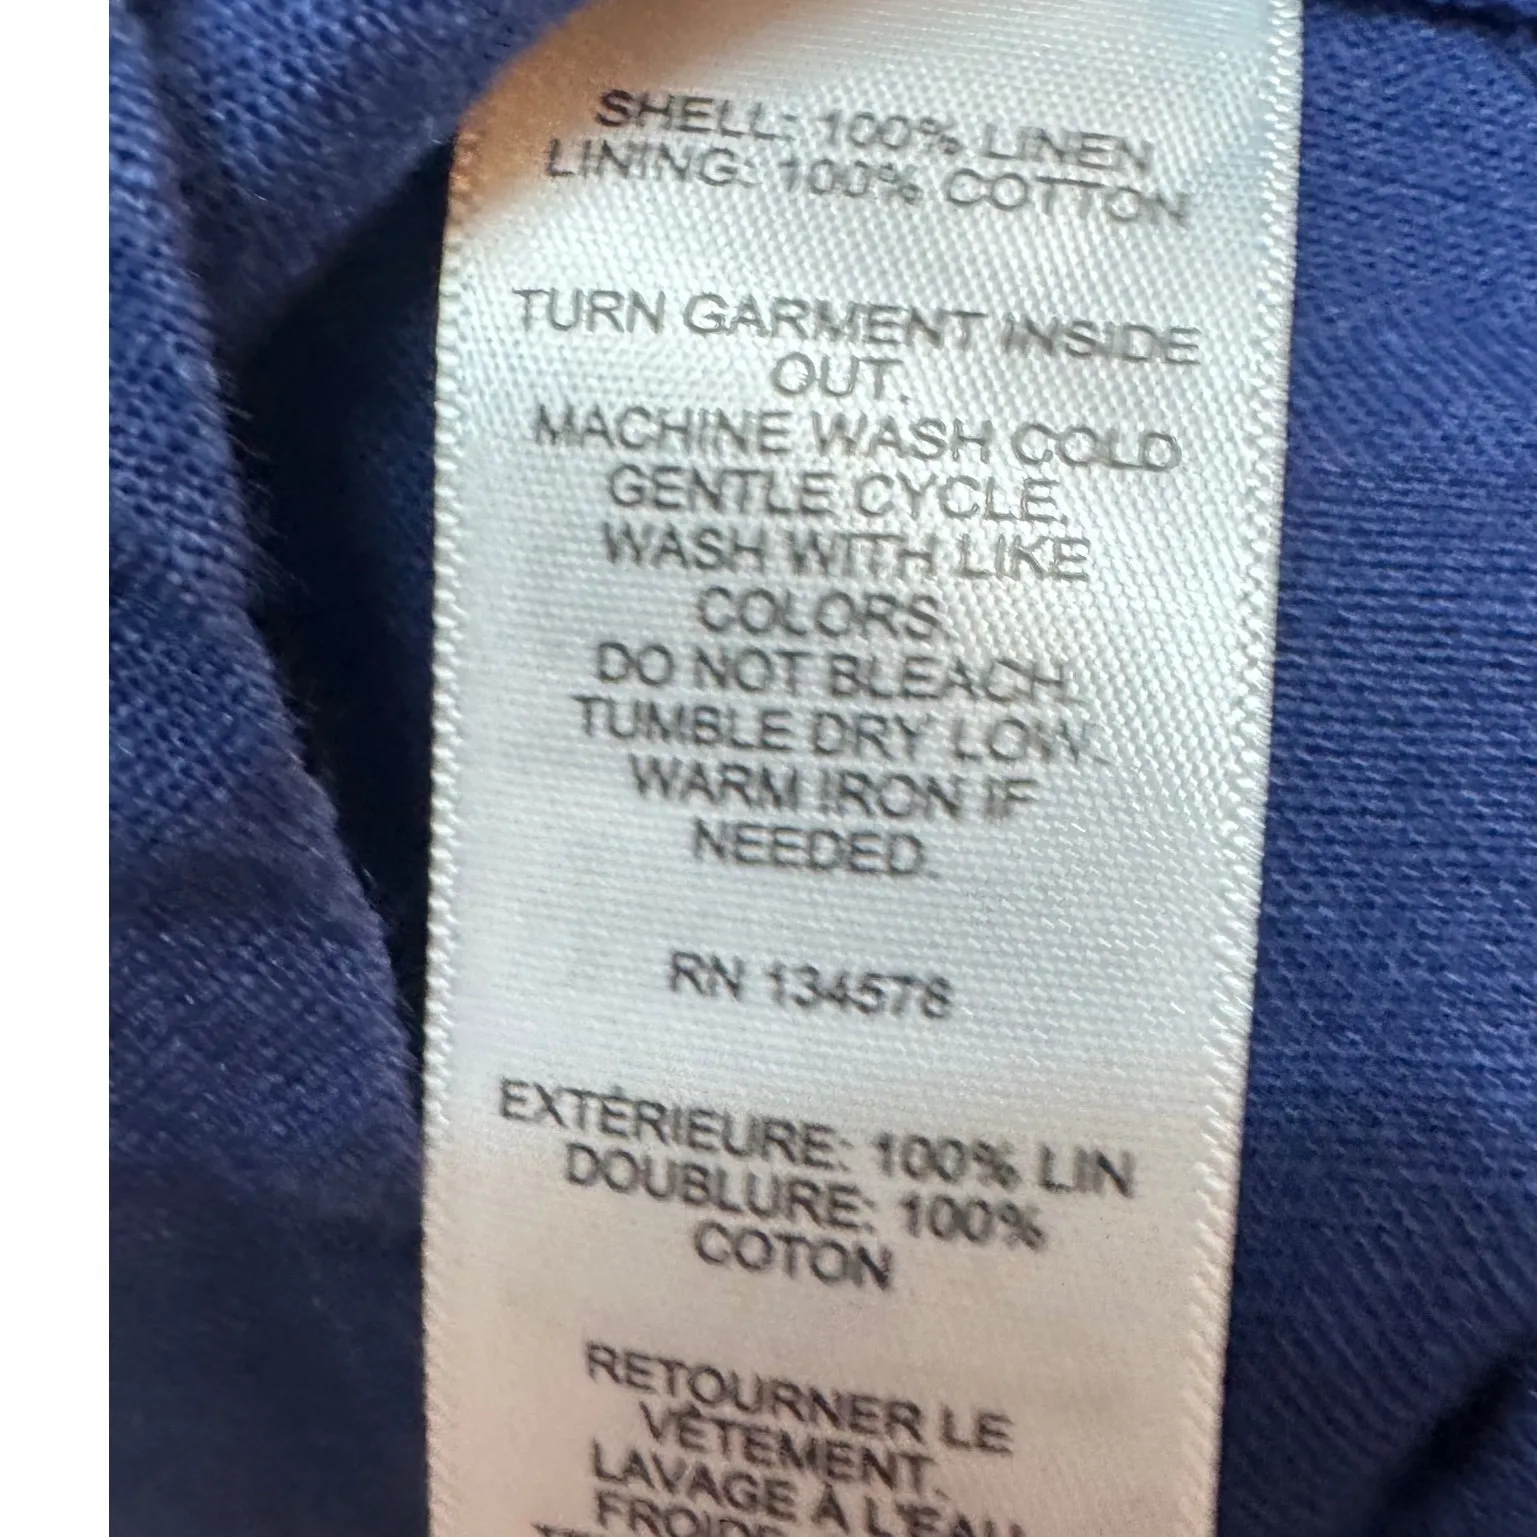 SHELL: 100% LINEN
LINING: 100% COTTON
TURN GARMENT INSIDE
OUT.
MACHINE WASH COLD
GENTLE CYCLE.
WASH WITH LIKE
COLORS.
DO NOT BLEACH.
TUMBLE DRY LOW.
WARM IRON IF
NEEDED.
RN 134578
EXTÉRIEURE: 100% LIN
DOUBLURE: 100%
COTON
RETOURNER LE
VÊTEMENT.
LAVAGE À L'EAU
FROIDE